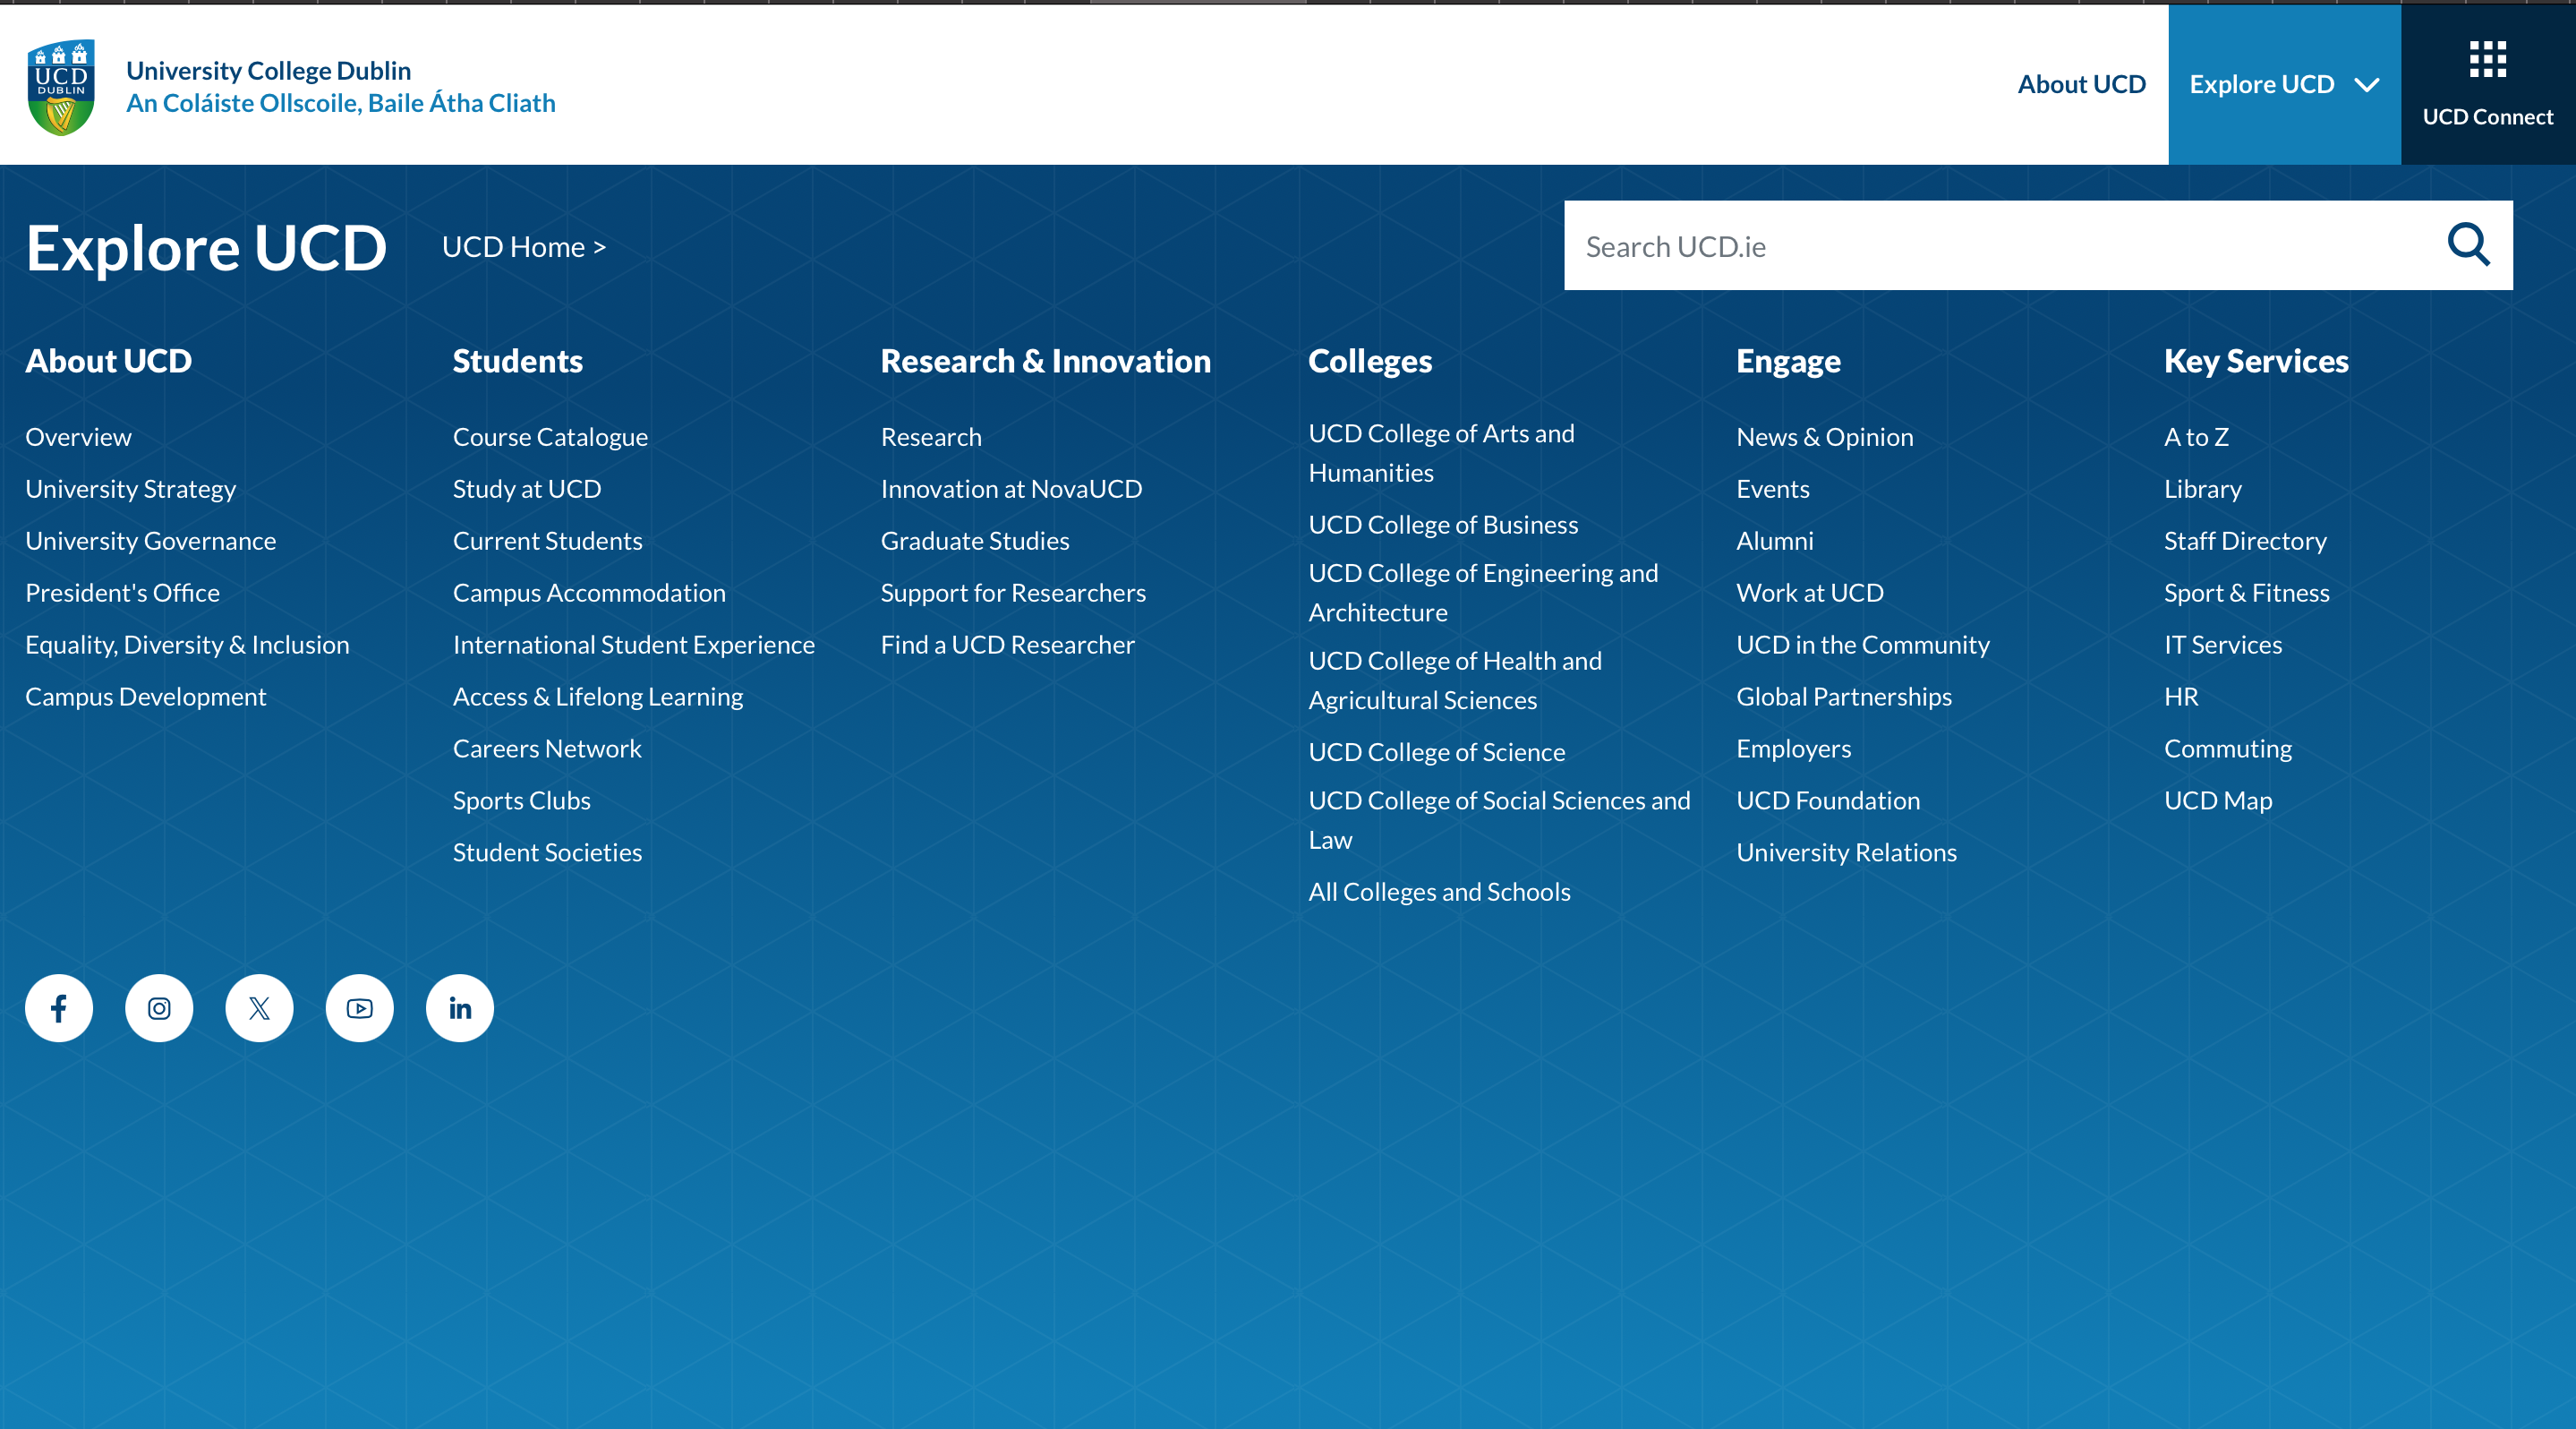 UCD
DUBLIN
University College Dublin
An Coláiste Ollscoile, Baile Átha Cliath
About UCD
Explore UCD
UCD Connect
Explore UCD
UCD Home >
Search UCD.ie
About UCD
Overview
University Strategy
University Governance
President's Office
Equality, Diversity & Inclusion
Campus Development
Students
Course Catalogue
Study at UCD
Current Students
Campus Accommodation
International Student Experience
Access & Lifelong Learning
Careers Network
Sports Clubs
Student Societies
Research & Innovation
Research
Innovation at NovaUCD
Graduate Studies
Support for Researchers
Find a UCD Researcher
Colleges
UCD College of Arts and
Humanities
UCD College of Business
UCD College of Engineering and
Architecture
UCD College of Health and
Agricultural Sciences
UCD College of Science
UCD College of Social Sciences and
Law
All Colleges and Schools
Engage
News & Opinion
Events
Alumni
Work at UCD
UCD in the Community
Global Partnerships
Employers
UCD Foundation
University Relations
Key Services
A to Z
Library
Staff Directory
Sport & Fitness
IT Services
HR
Commuting
UCD Map